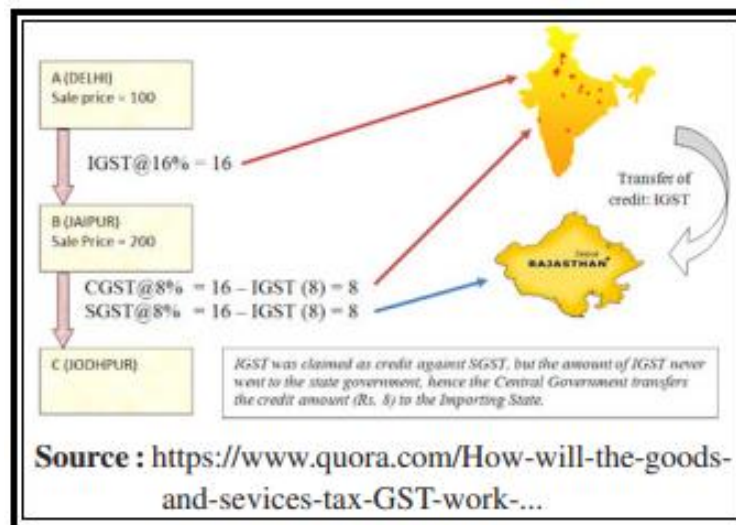 A (DELHI)
Sale price = 100
IGST@16% = 16
B (JAIPUR)
Sale Price = 200
CGST@8% = 16 – IGST (8) = 8
SGST@8% = 16 – IGST (8) = 8
C (JODHPUR)
Transfer of
credit: IGST
RAJASTHAN
IGST was claimed as credit against SGST, but the amount of IGST never
went to the state government, hence the Central Government transfers
the credit amount (Rs. 8) to the Importing State.
Source : https://www.quora.com/How-will-the-goods-
and-sevices-tax-GST-work-...